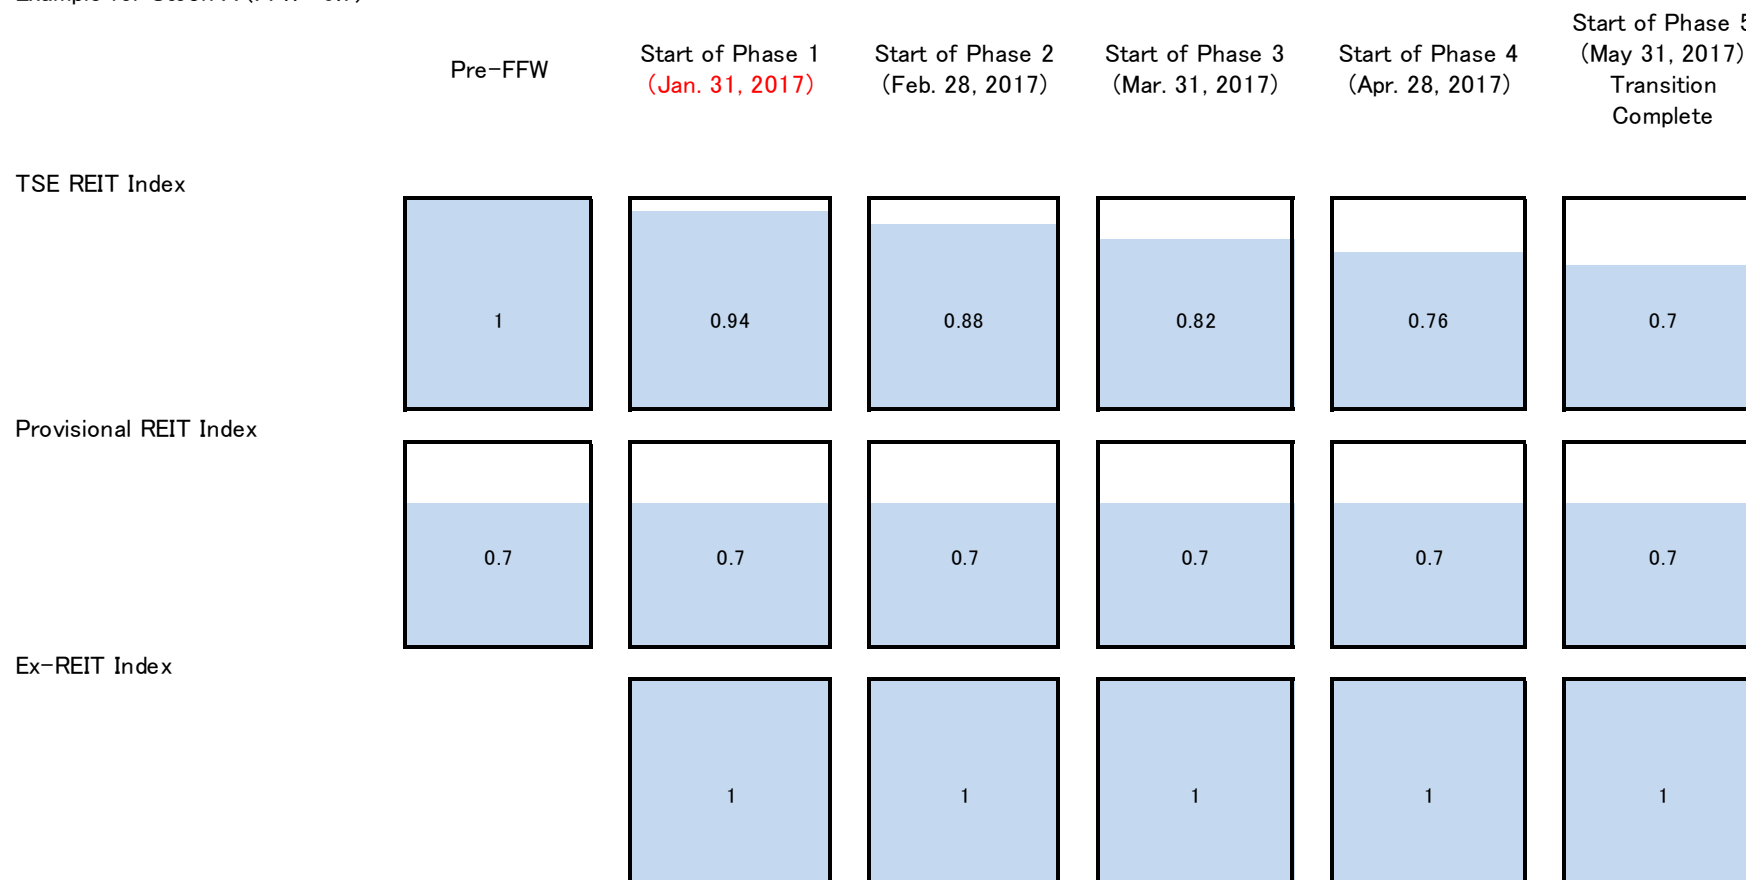 Pre-FFW
Start of Phase 1
(Jan. 31, 2017)
Start of Phase 2
(Feb. 28, 2017)
Start of Phase 3
(Mar. 31, 2017)
Start of Phase 4
(Apr. 28, 2017)
Start of Phase 5
(May 31, 2017)
Transition
Complete
TSE REIT Index
1 0.94 0.88 0.82 0.76 0.7
Provisional REIT Index
0.7 0.7 0.7 0.7 0.7 0.7
Ex-REIT Index
1 1 1 1 1